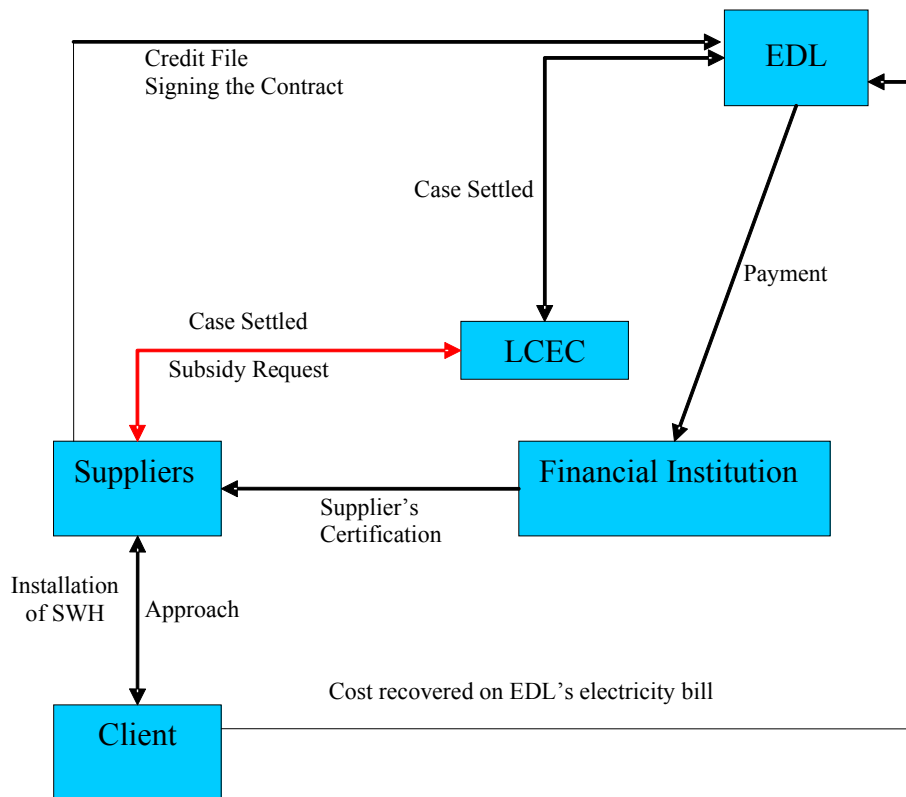 EDL
Credit File
Signing the Contract
Case Settled
Payment
Case Settled
LCEC
Subsidy Request
Suppliers
Financial Institution
Supplier’s
Certification
Installation
of SWH
Approach
Cost recovered on EDL’s electricity bill
Client